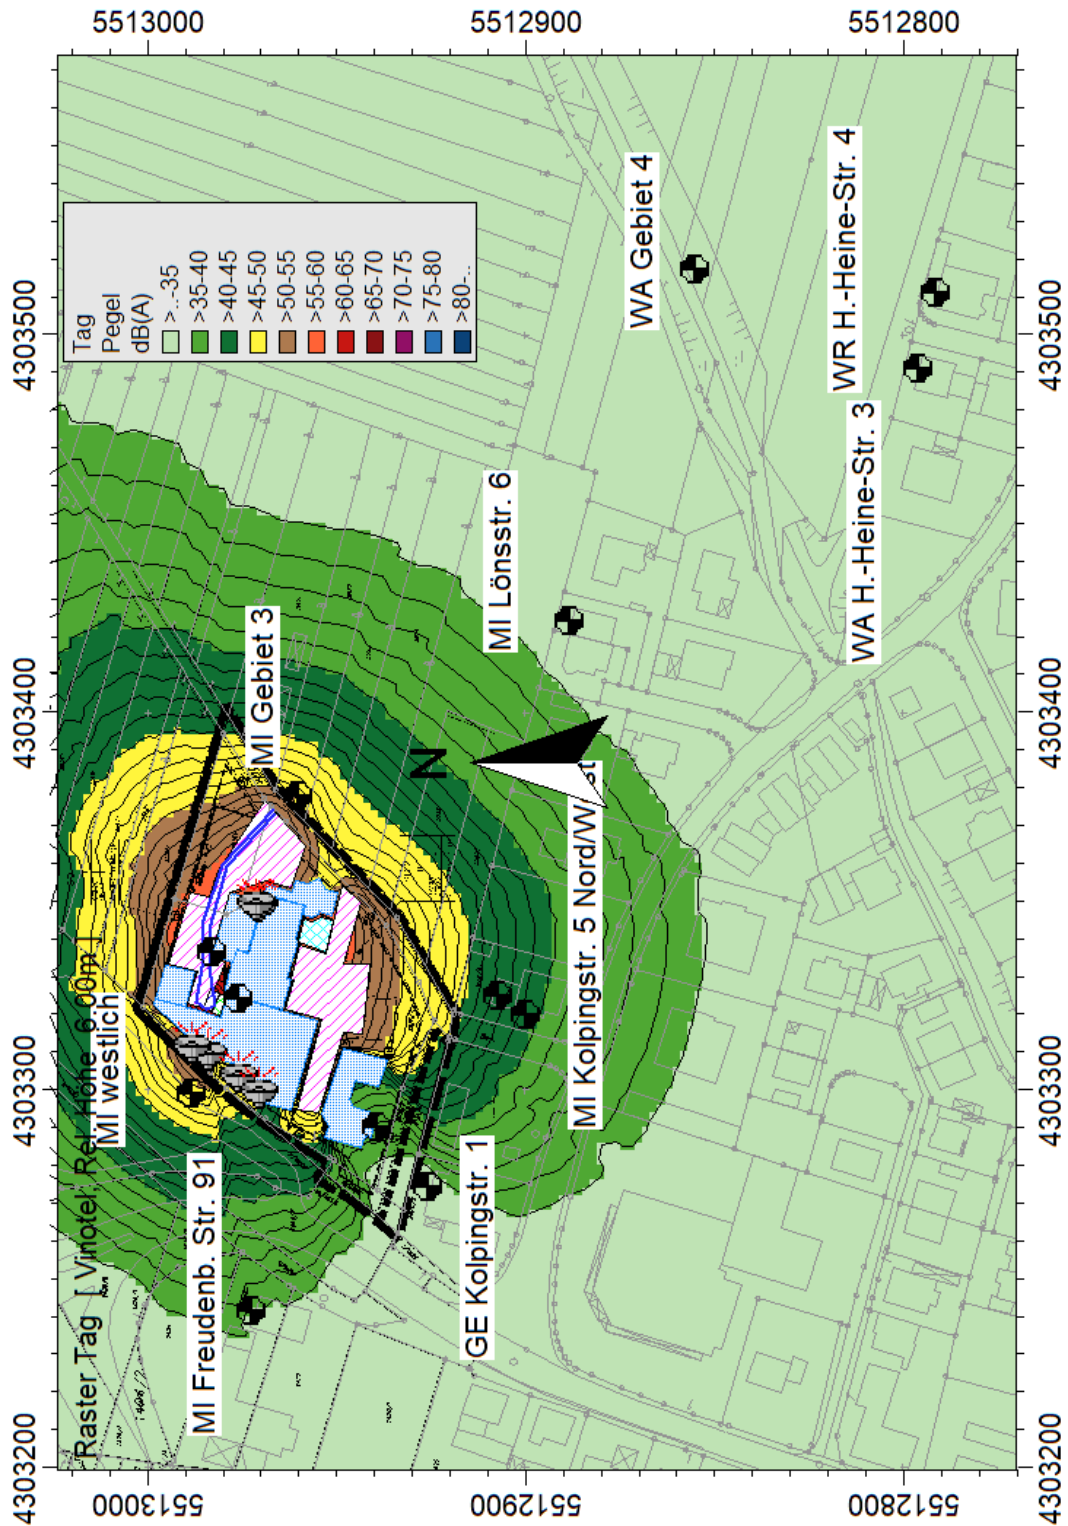 Raster Tag [ Vinotel, Rel. Höhe 6.00m ]
4303200
4303300
4303400
4303500
5513000
5512900
5512800
Tag
Pegel
dB(A)
>..-35
>35-40
>40-45
>45-50
>50-55
>55-60
>60-65
>65-70
>70-75
>75-80
>80-..
MI westlich
MI Freudenb. Str. 91
MI Gebiet 3
GE Kolpingstr. 1
MI Kolpingstr. 5 Nord/W
N
MI Lönsstr. 6
WA Gebiet 4
WA H.-Heine-Str. 3
WR H.-Heine-Str. 4
5513000
5512900
5512800
4303200
4303300
4303400
4303500